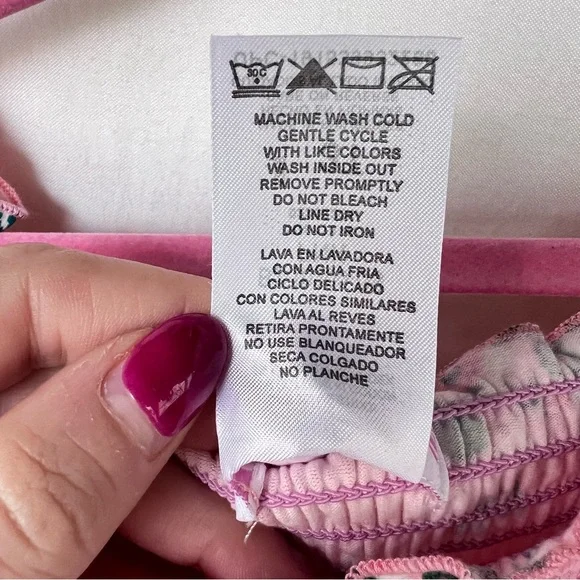 30C
MACHINE WASH COLD
GENTLE CYCLE
WITH LIKE COLORS
WASH INSIDE OUT
REMOVE PROMPTLY
DO NOT BLEACH
LINE DRY
DO NOT IRON
LAVA EN LAVADORA
CON AGUA FRIA
CICLO DELICADO
CON COLORES SIMILARES
LAVA AL REVES
RETIRA PRONTAMENTE
NO USE BLANQUEADOR
SECA COLGADO
NO PLANCHE